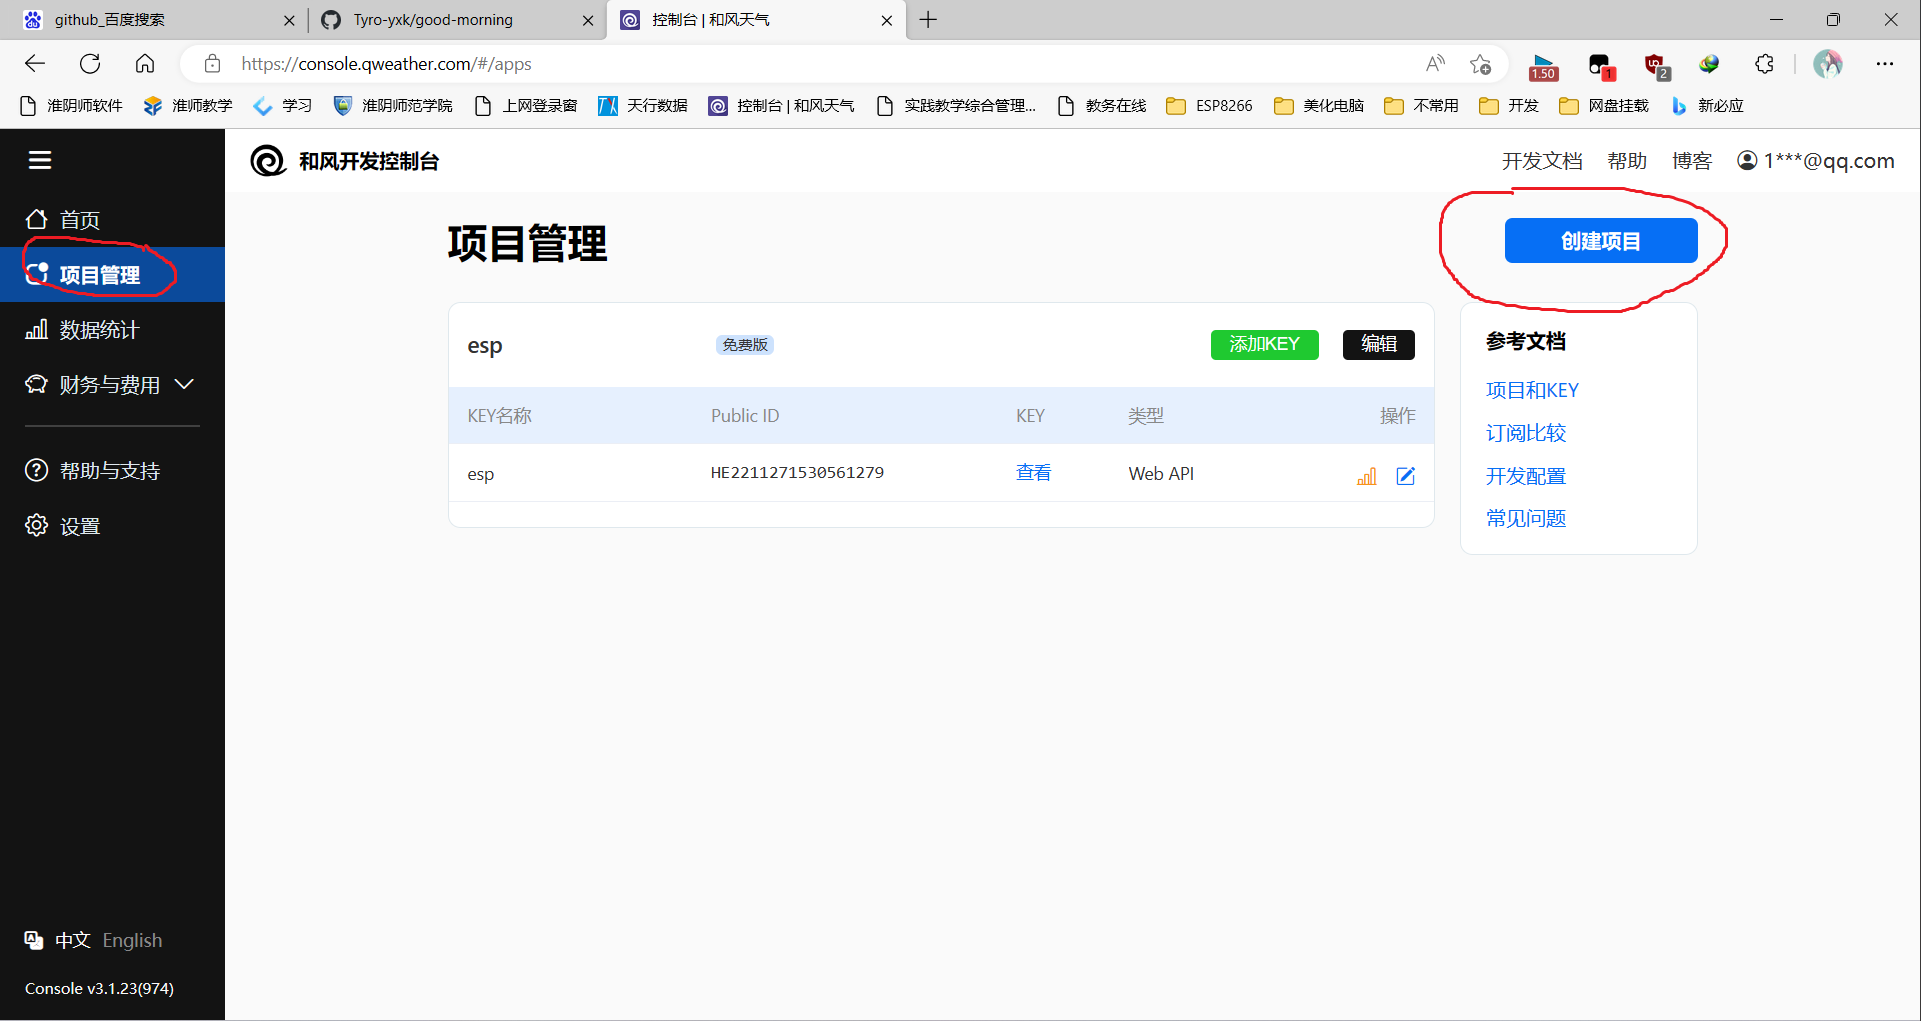 github_百度搜索
Tyro-yxk/good-morning
控制台 | 和风天气
https://console.qweather.com/#/apps
1.50
1
2
淮阴师软件
淮师教学
学习
淮阴师范学院
上网登录窗
天行数据
控制台 | 和风天气
实践教学综合管理...
教务在线
ESP8266
美化电脑
不常用
开发
网盘挂载
新必应
和风开发控制台
开发文档
帮助
博客
1***@qq.com
首页
项目管理
数据统计
财务与费用
帮助与支持
设置
中文 English
Console v3.1.23(974)
项目管理
创建项目
esp
免费版
添加KEY
编辑
KEY名称 Public ID KEY 类型 操作
esp HE2211271530561279 查看 Web API
参考文档
项目和KEY
订阅比较
开发配置
常见问题